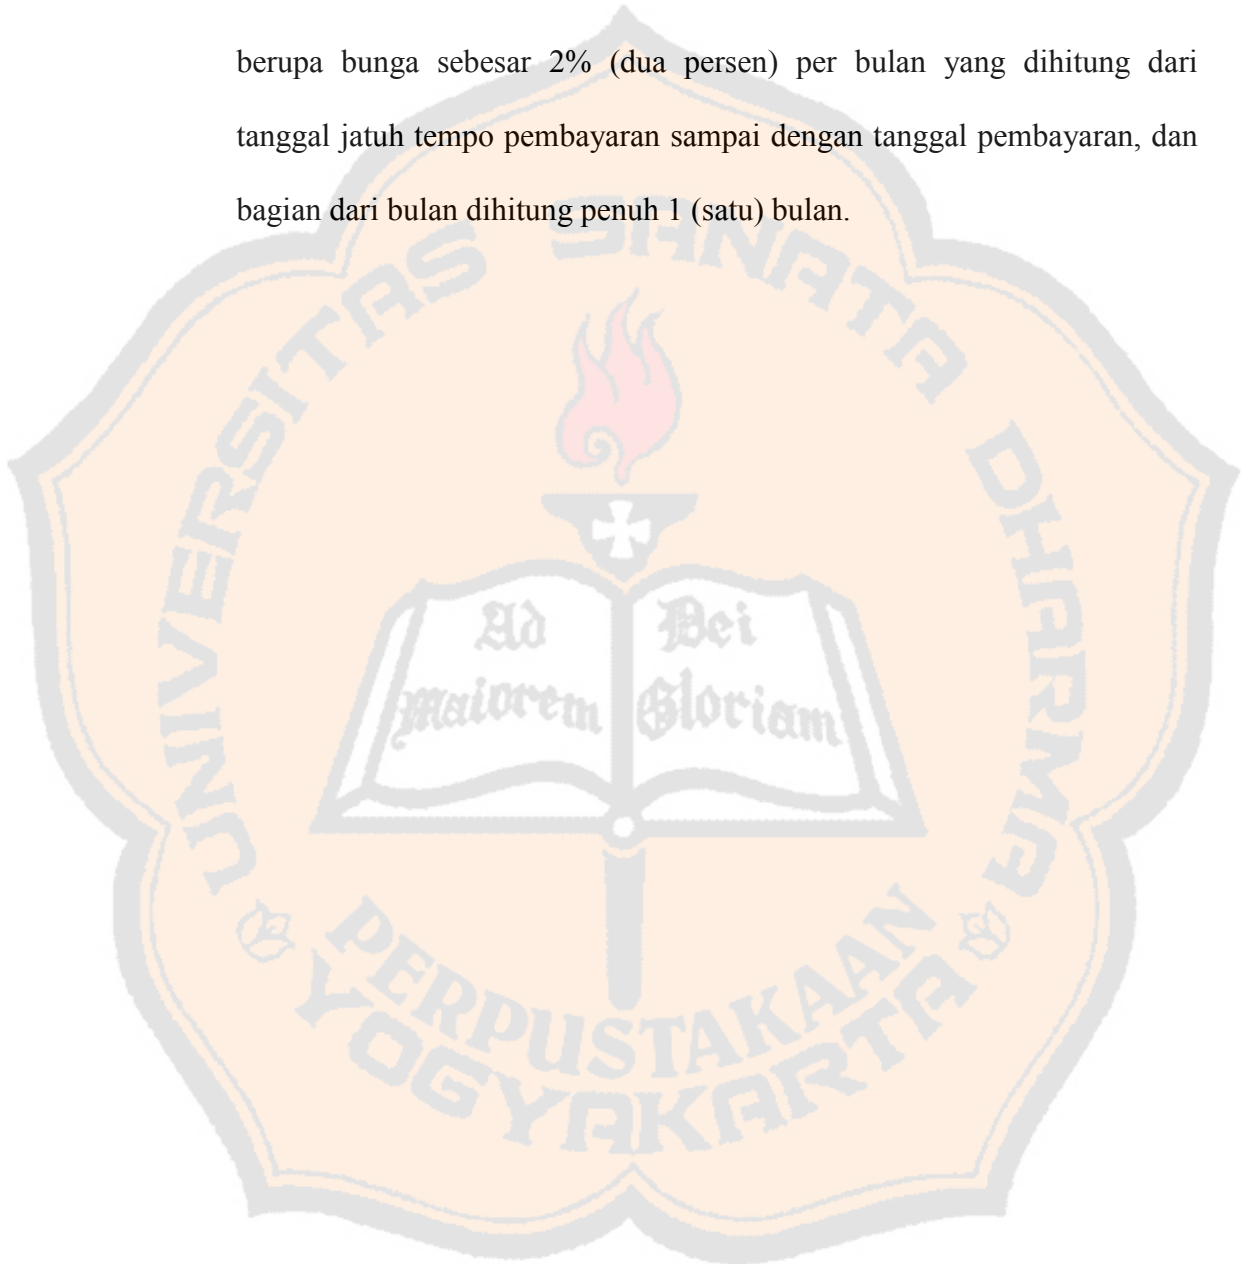 berupa bunga sebesar 2% (dua persen) per bulan yang dihitung dari
tanggal jatuh tempo pembayaran sampai dengan tanggal pembayaran, dan
bagian dari bulan dihitung penuh 1 (satu) bulan.
UNIVERSITAS SANATA DHARMA
Ad
Maiorem
Dei
Gloriam
PERPUSTAKAAN
YOGYAKARTA